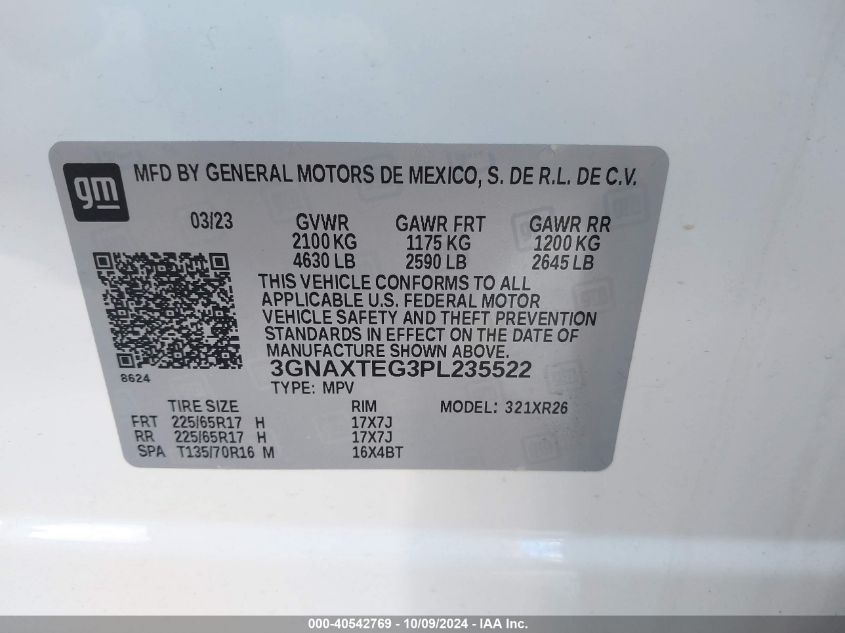 gm MFD BY GENERAL MOTORS DE MEXICO, S. DE R.L. DE C.V.
03/23 GVWR GAWR FRT GAWR RR
2100 KG 1175 KG 1200 KG
4630 LB 2590 LB 2645 LB
THIS VEHICLE CONFORMS TO ALL
APPLICABLE U.S. FEDERAL MOTOR
VEHICLE SAFETY AND THEFT PREVENTION
STANDARDS IN EFFECT ON THE DATE OF
MANUFACTURE SHOWN ABOVE.
3GNAXTEG3PL235522
8624
TYPE: MPV
TIRE SIZE RIM MODEL: 321XR26
FRT 225/65R17 H 17X7J
RR 225/65R17 H 17X7J
SPA T135/70R16 M 16X4BT
000-40542769 - 10/09/2024 - IAA Inc.